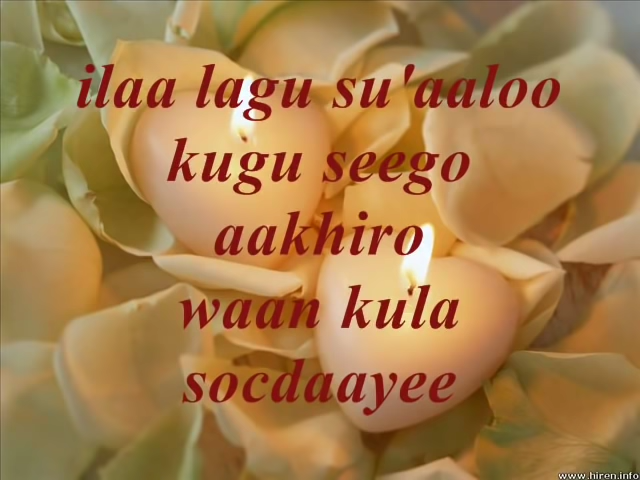 ilaa lagu su'aaloo
kugu seego
aakhiro
waan kula
socdaayee
www.hiren.info